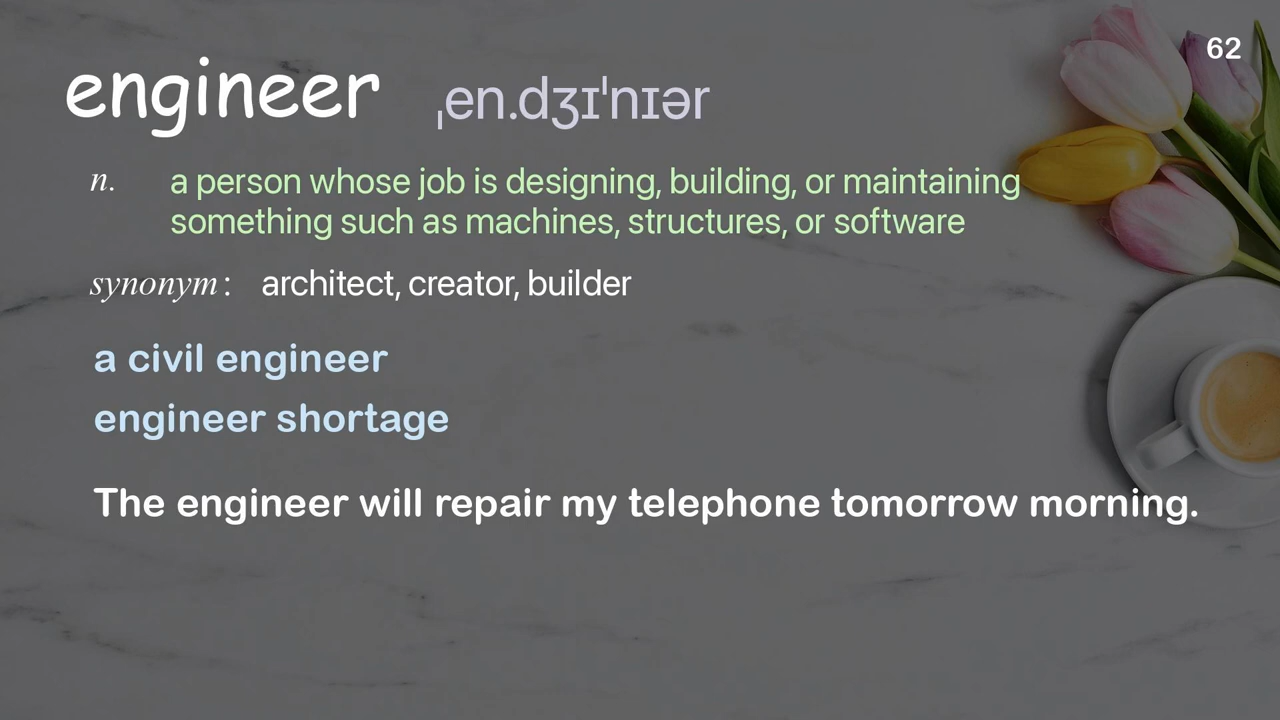 62
engineer ˌen.dʒɪˈnɪər
n. a person whose job is designing, building, or maintaining
something such as machines, structures, or software
synonym: architect, creator, builder
a civil engineer
engineer shortage
The engineer will repair my telephone tomorrow morning.